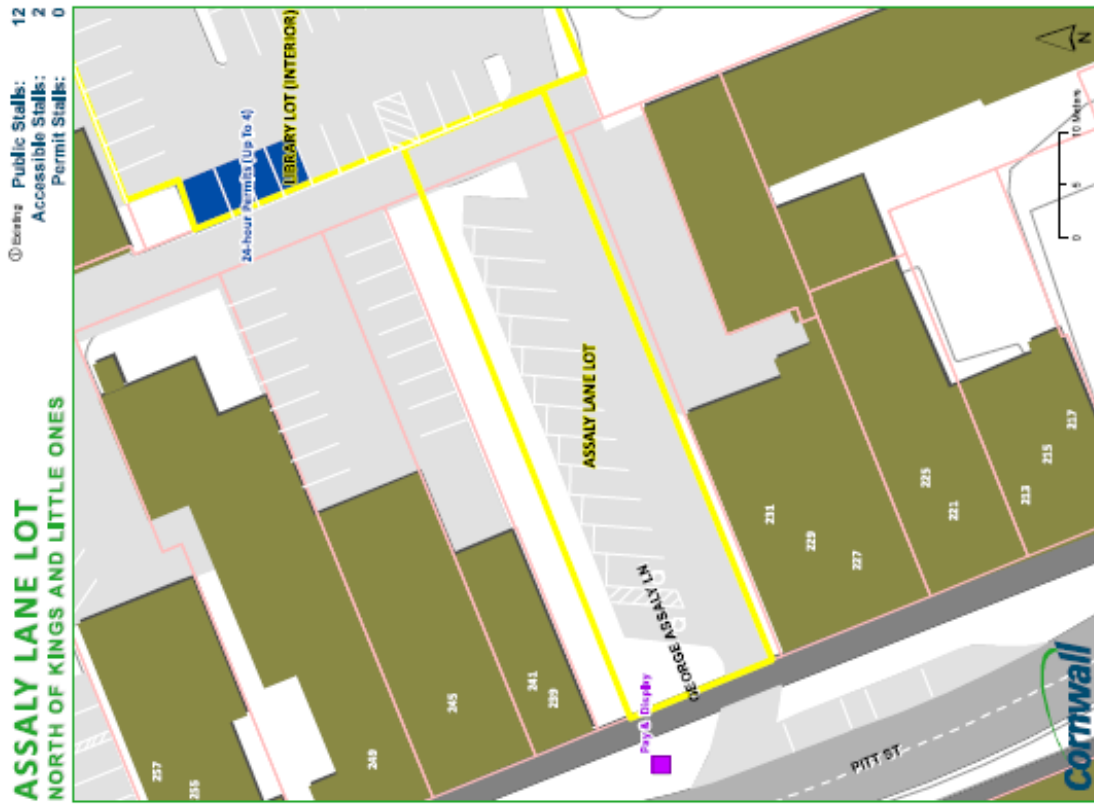 ASSALY LANE LOT
NORTH OF KINGS AND LITTLE ONES
Existing
Public Stalls: 12
Accessible Stalls: 2
Permit Stalls: 0
LIBRARY LOT (INTERIOR)
24-hour Permits (Up To 4)
ASSALY LANE LOT
GEORGE ASSALY LN
Pay & Display
PITT ST
257
255
249
245
241
239
231
229
227
225
221
213
215
217
0 5 10 Meters
N
Cornwall